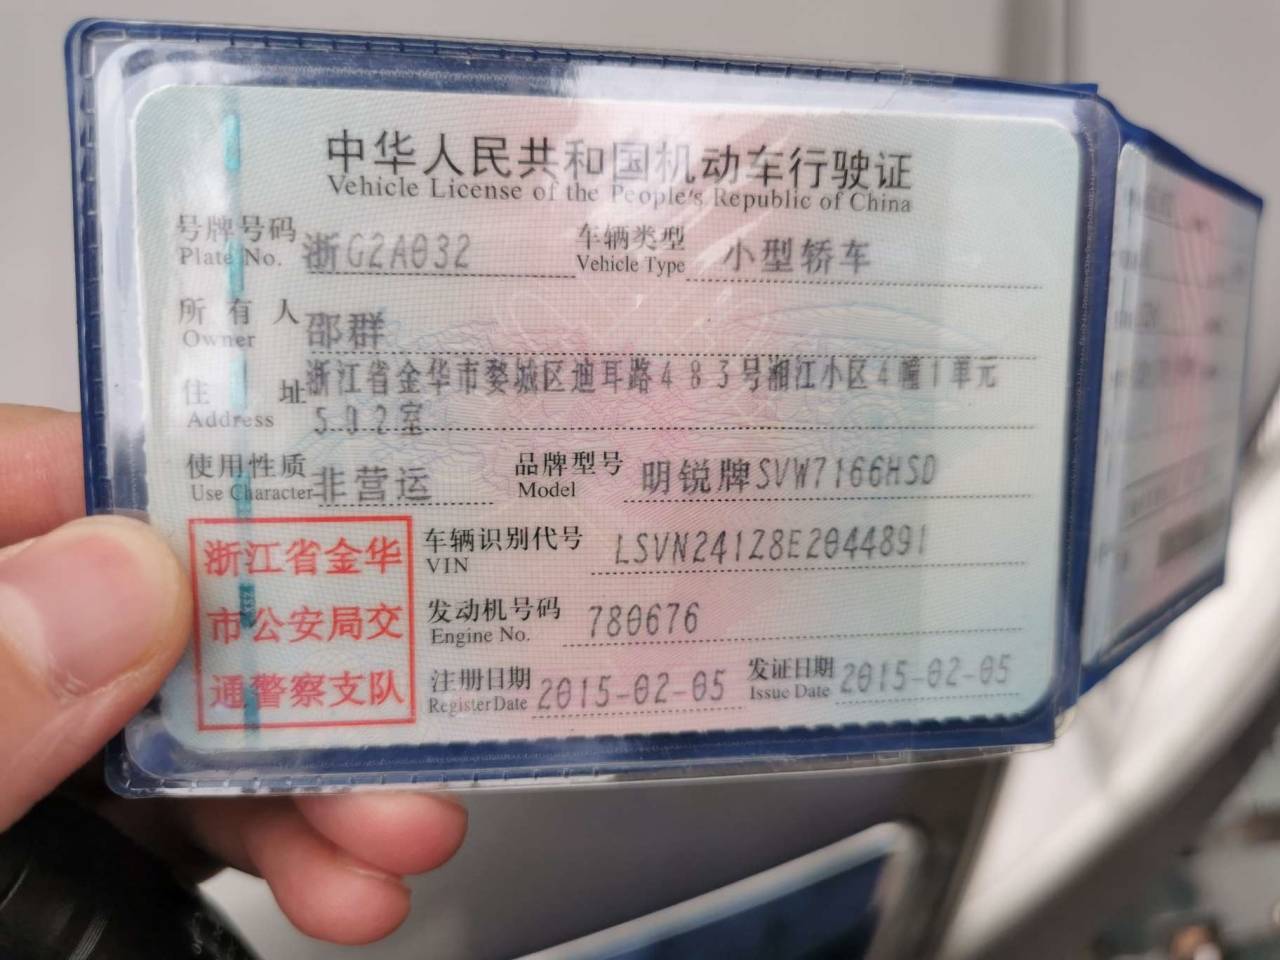 中华人民共和国机动车行驶证
Vehicle License of the People's Republic of China
号牌号码 浙G2A032 车辆类型 小型轿车
Plate No. Vehicle Type
所有人 邵群
Owner
住址 浙江省金华市婺城区迪耳路483号湘江小区4幢1单元
Address 502室
使用性质 非营运 品牌型号 明锐牌SVW7166HSD
Use Character Model
车辆识别代号 LSVN241Z8E2044891
VIN
发动机号码 780676
Engine No.
注册日期 2015-02-05 发证日期 2015-02-05
Register Date Issue Date
浙江省金华
市公安局交
通警察支队